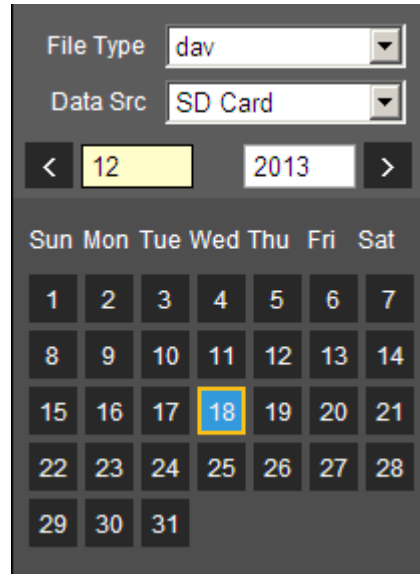 File Type dav
Data Src SD Card
< 12 2013 >
Sun Mon Tue Wed Thu Fri Sat
1 2 3 4 5 6 7
8 9 10 11 12 13 14
15 16 17 18 19 20 21
22 23 24 25 26 27 28
29 30 31